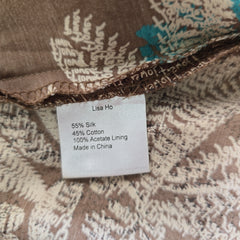 Lisa Ho
55% Silk
45% Cotton
100% Acetate Lining
Made in China